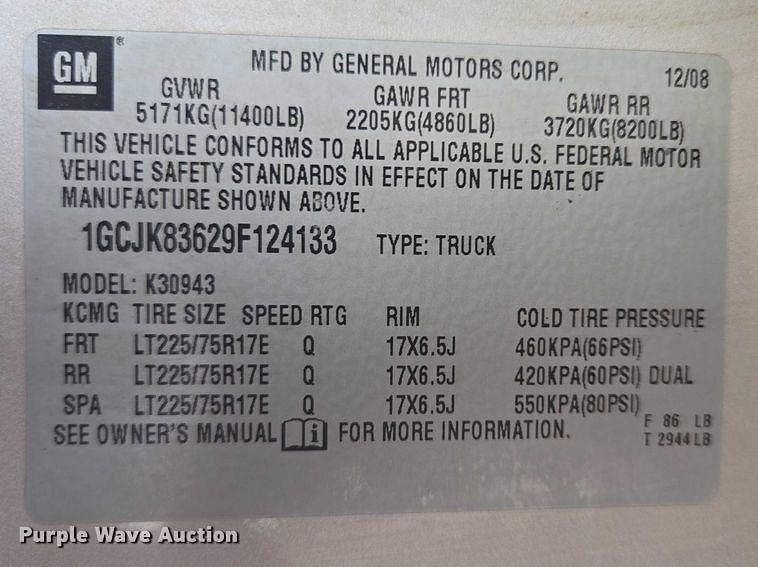 GM ®
MFD BY GENERAL MOTORS CORP. 12/08
GVWR GAWR FRT GAWR RR
5171KG(11400LB) 2205KG(4860LB) 3720KG(8200LB)
THIS VEHICLE CONFORMS TO ALL APPLICABLE U.S. FEDERAL MOTOR
VEHICLE SAFETY STANDARDS IN EFFECT ON THE DATE OF
MANUFACTURE SHOWN ABOVE.
1GCJK83629F124133 TYPE: TRUCK
MODEL: K30943
KCMG TIRE SIZE SPEED RTG RIM COLD TIRE PRESSURE
FRT LT225/75R17E Q 17X6.5J 460KPA(66PSI)
RR LT225/75R17E Q 17X6.5J 420KPA(60PSI) DUAL
SPA LT225/75R17E Q 17X6.5J 550KPA(80PSI)
SEE OWNER'S MANUAL i FOR MORE INFORMATION.
F 86 LB
T 2944 LB
Purple Wave Auction